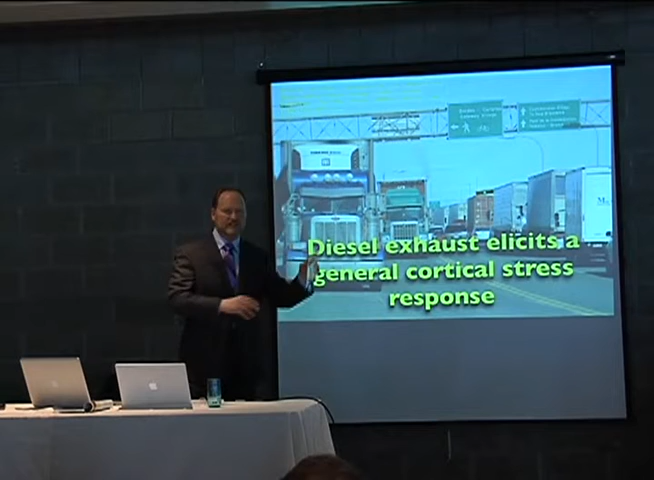 Diesel exhaust elicits a
general cortical stress
response